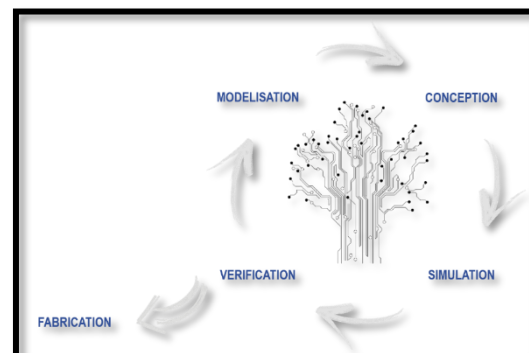 MODELISATION
CONCEPTION
VERIFICATION
SIMULATION
FABRICATION